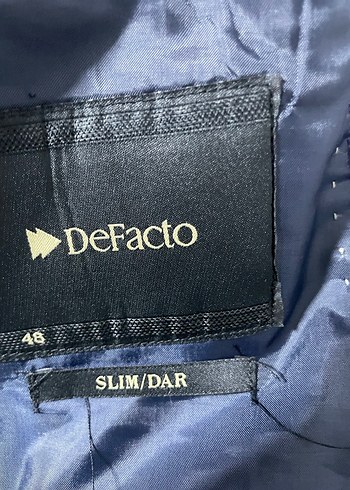 DeFacto
48
SLIM/DAR